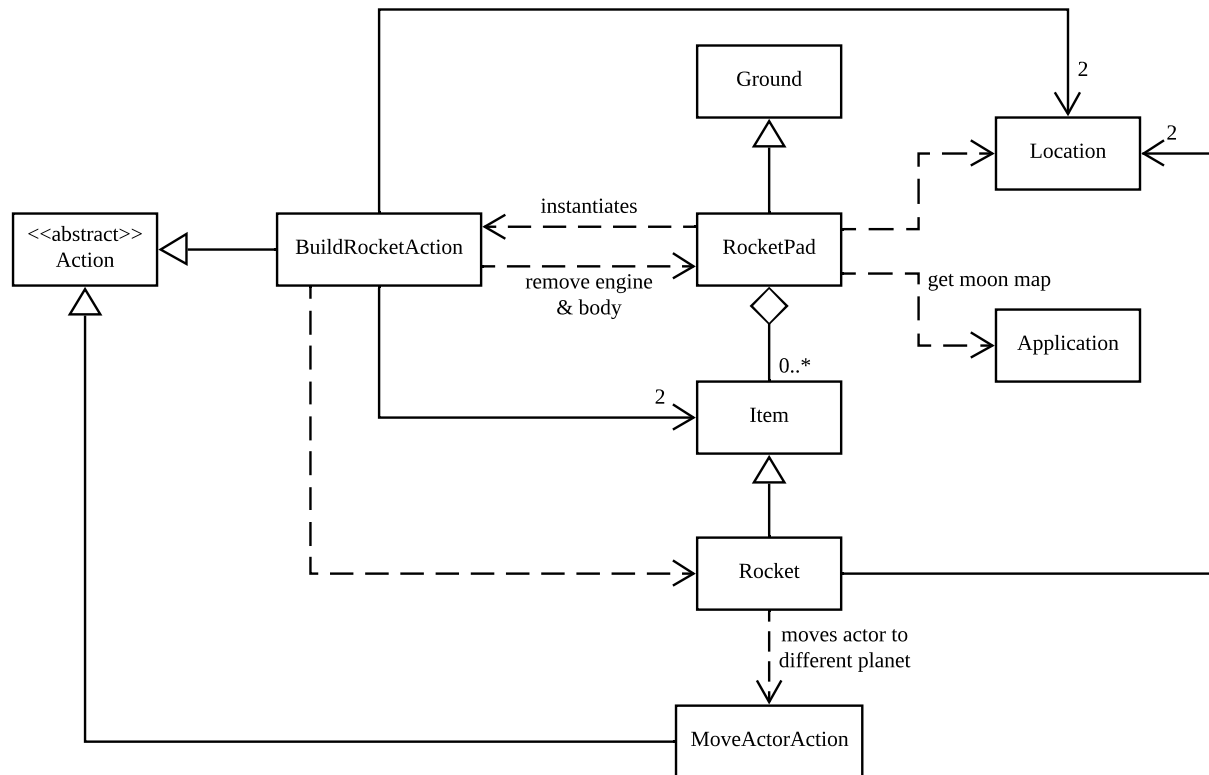 2
Ground
2
Location
<<abstract>>
Action
instantiates
BuildRocketAction
RocketPad
remove engine
& body
get moon map
Application
0..*
2
Item
Rocket
moves actor to
different planet
MoveActorAction